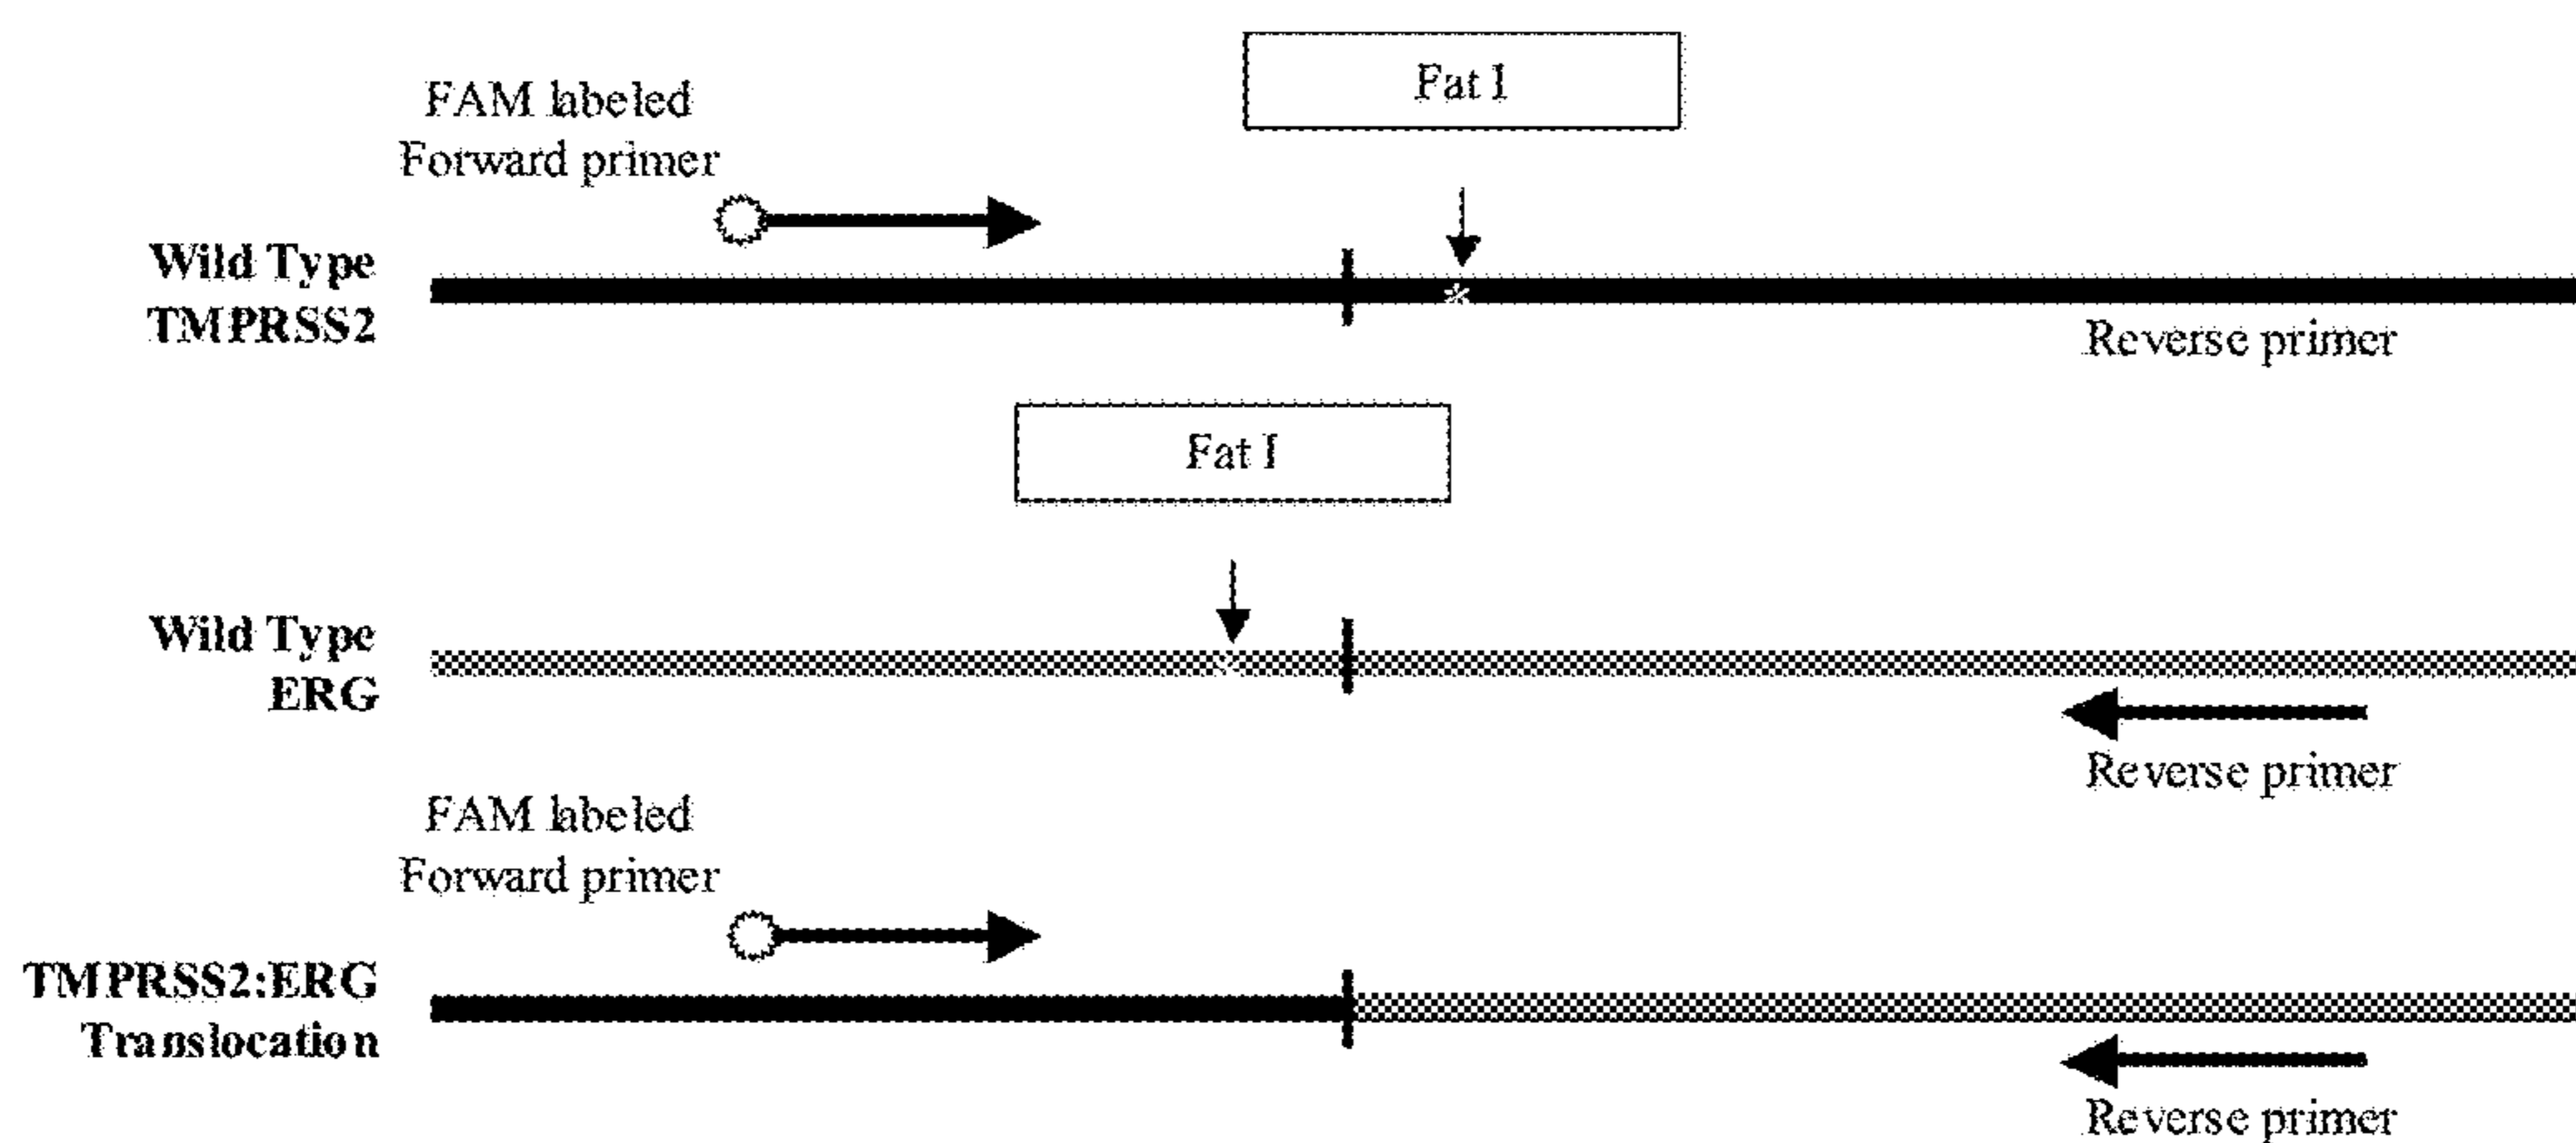 Fat I
FAM labeled
Forward primer
Wild Type
TMPRSS2
*
Reverse primer
Fat I
Wild Type
ERG
*
Reverse primer
FAM labeled
Forward primer
TMPRSS2:ERG
Translocation
Reverse primer